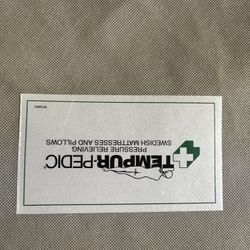 TEMPUR-PEDIC®
PRESSURE RELIEVING
SWEDISH MATTRESSES AND PILLOWS